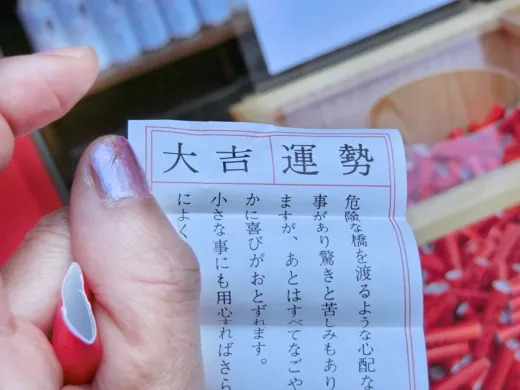 大吉 運勢
危険な橋を渡るような心配な
事があり驚きと苦しみもあり
ますが、あとはすべてなごや
かに喜びがおとずれます。
小さな事にも用心すればさら
によく